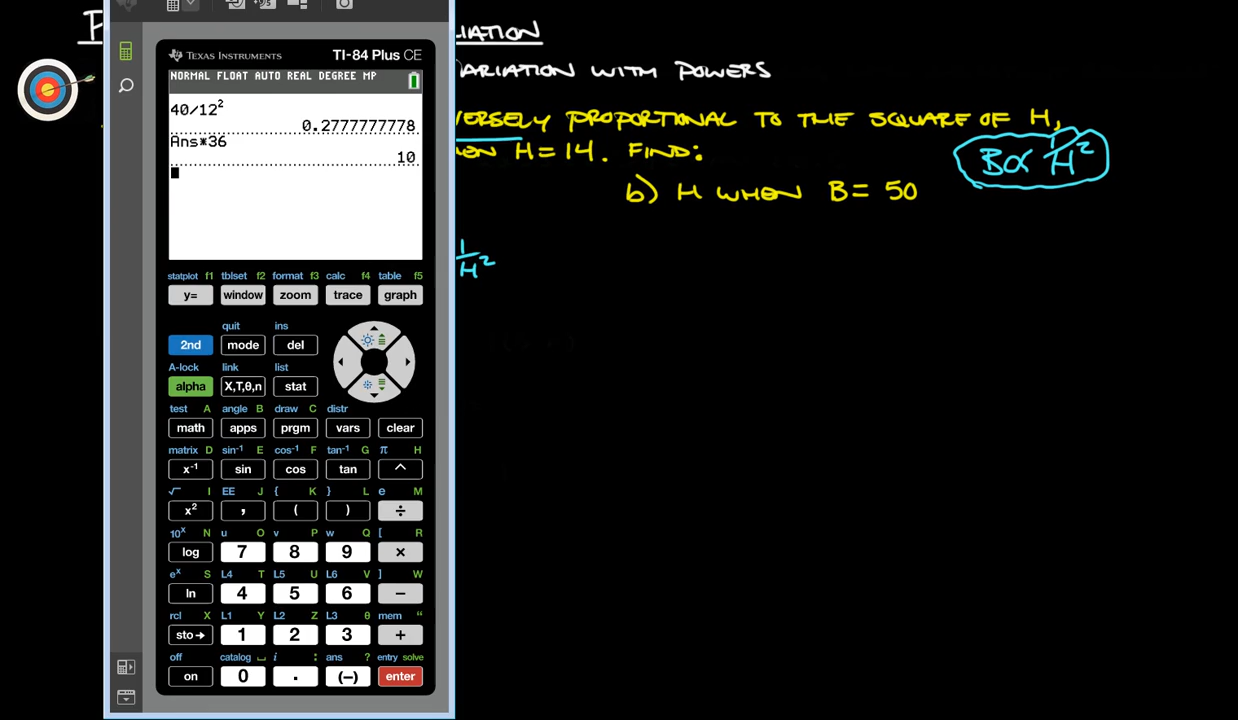 TEXAS INSTRUMENTS TI-84 Plus CE
NORMAL FLOAT AUTO REAL DEGREE MP
40/12²
0.2777777778
Ans*36
10
VARIATION WITH POWERS
PROPORTIONAL TO THE SQUARE OF H,
H = 14. FIND:
B ∝ 1/H²
b) H WHEN B = 50
1/H²
statplot f1 tblset f2 format f3 calc f4 table f5
y= window zoom trace graph
quit ins
2nd mode del
A-lock link list
alpha X,T,θ,n stat
test A angle B draw C distr
math apps prgm vars clear
matrix D sin⁻¹ E cos⁻¹ F tan⁻¹ G π H
x⁻¹ sin cos tan ^
√ I EE J { K } L e M
x² , ( ) ÷
10ˣ N u O v P w Q [ R
log 7 8 9 ×
eˣ S L4 T L5 U L6 V ] W
ln 4 5 6 −
rcl X L1 Y L2 Z L3 θ mem "
sto→ 1 2 3 +
off catalog ␣ i : ans ? entry solve
on 0 . (−) enter